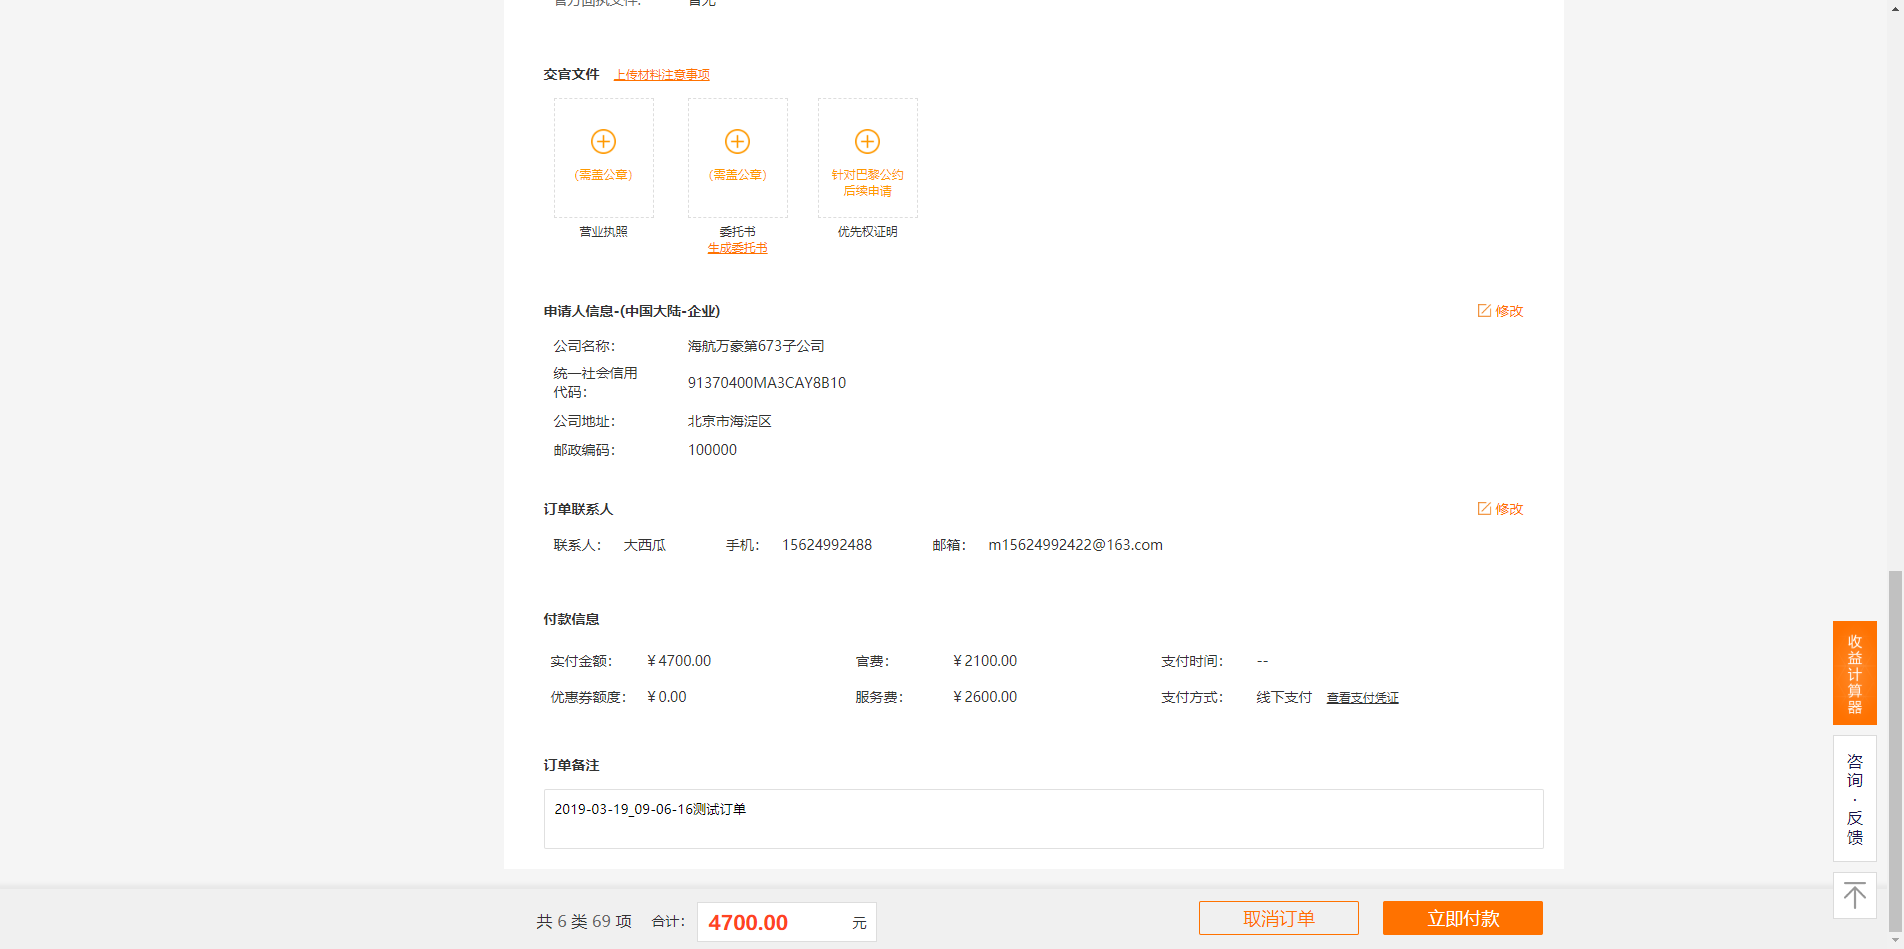 交官文件 上传材料注意事项
(需盖公章) (需盖公章) 针对巴黎公约
后续申请
营业执照 委托书 优先权证明
生成委托书
申请人信息-(中国大陆-企业) 修改
公司名称: 海航万豪第673子公司
统一社会信用
代码: 91370400MA3CAY8B10
公司地址: 北京市海淀区
邮政编码: 100000
订单联系人 修改
联系人: 大西瓜 手机: 15624992488 邮箱: m15624992422@163.com
付款信息
实付金额: ¥4700.00 官费: ¥2100.00 支付时间: --
优惠券额度: ¥0.00 服务费: ¥2600.00 支付方式: 线下支付 查看支付凭证
订单备注
2019-03-19_09-06-16测试订单
共 6 类 69 项 合计: 4700.00 元 取消订单 立即付款
收益计算器
咨询·反馈